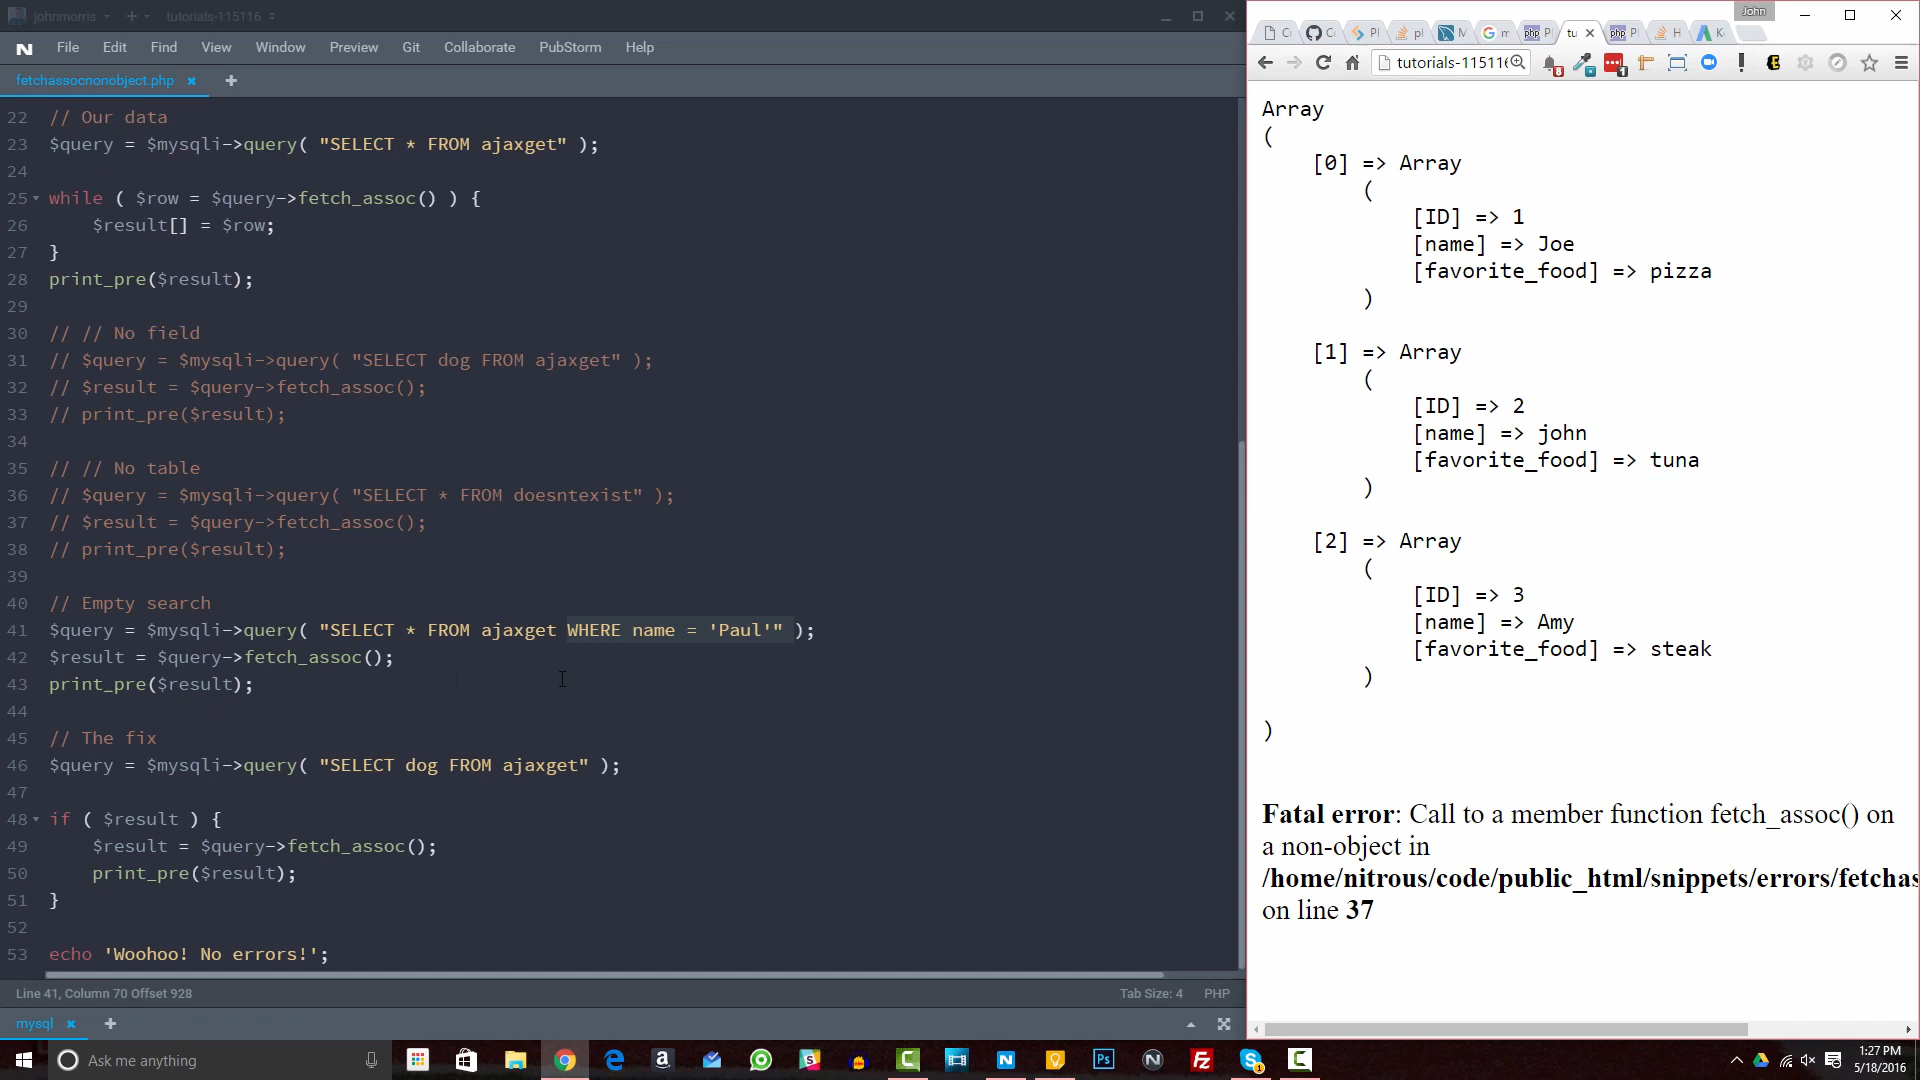 johnmorris
tutorials-115116
File Edit Find View Window Preview Git Collaborate PubStorm Help
fetchassocnonobject.php
22 // Our data
23 $query = $mysqli->query( "SELECT * FROM ajaxget" );
24
25 while ( $row = $query->fetch_assoc() ) {
26 $result[] = $row;
27 }
28 print_pre($result);
29
30 // // No field
31 // $query = $mysqli->query( "SELECT dog FROM ajaxget" );
32 // $result = $query->fetch_assoc();
33 // print_pre($result);
34
35 // // No table
36 // $query = $mysqli->query( "SELECT * FROM doesntexist" );
37 // $result = $query->fetch_assoc();
38 // print_pre($result);
39
40 // Empty search
41 $query = $mysqli->query( "SELECT * FROM ajaxget WHERE name = 'Paul'" );
42 $result = $query->fetch_assoc();
43 print_pre($result);
44
45 // The fix
46 $query = $mysqli->query( "SELECT dog FROM ajaxget" );
47
48 if ( $result ) {
49 $result = $query->fetch_assoc();
50 print_pre($result);
51 }
52
53 echo 'Woohoo! No errors!';
Line 41, Column 70 Offset 928 Tab Size: 4 PHP
mysql
John
tutorials-115116
Array
(
[0] => Array
(
[ID] => 1
[name] => Joe
[favorite_food] => pizza
)
[1] => Array
(
[ID] => 2
[name] => john
[favorite_food] => tuna
)
[2] => Array
(
[ID] => 3
[name] => Amy
[favorite_food] => steak
)
)
Fatal error: Call to a member function fetch_assoc() on
a non-object in
/home/nitrous/code/public_html/snippets/errors/fetchas
on line 37
Ask me anything
1:27 PM
5/18/2016